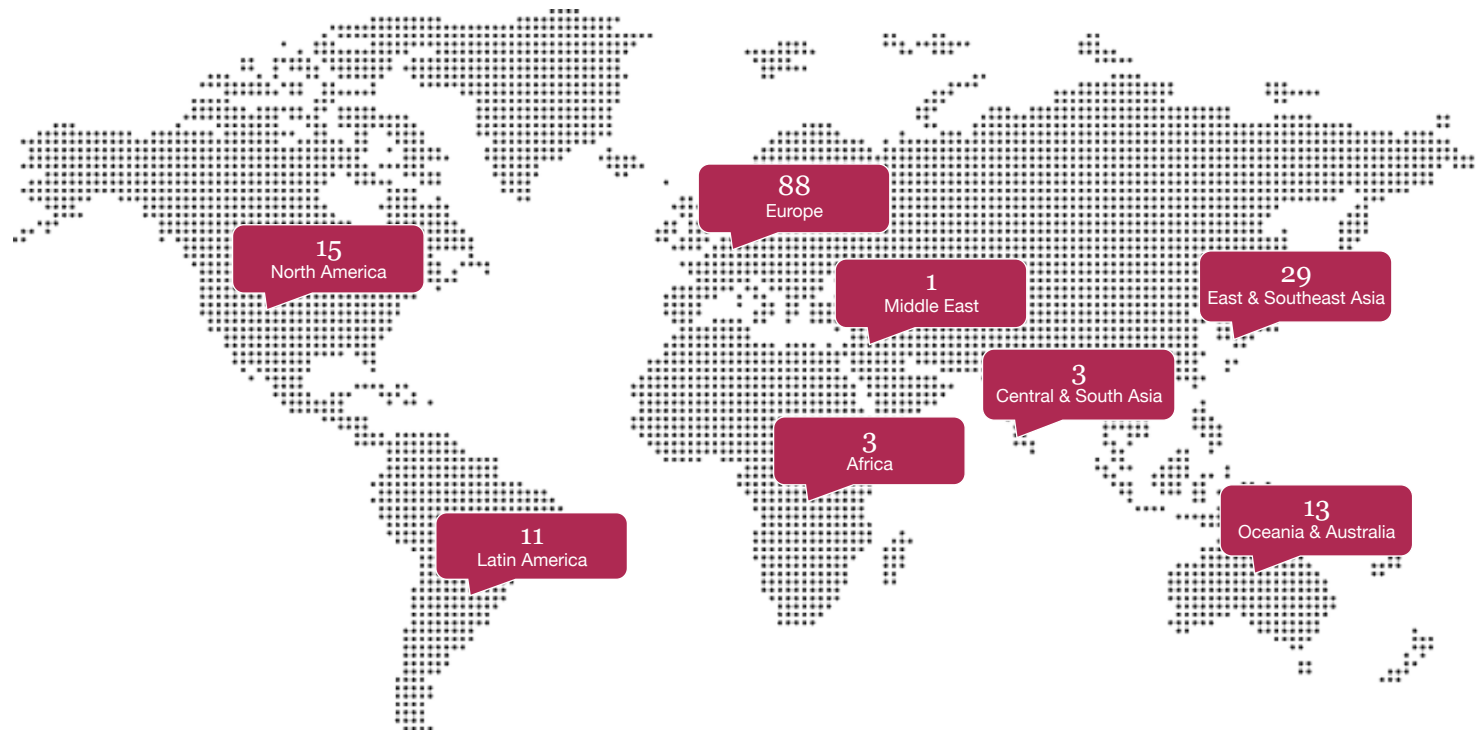 88
Europe
15
North America
29
East & Southeast Asia
1
Middle East
3
Central & South Asia
3
Africa
13
Oceania & Australia
11
Latin America